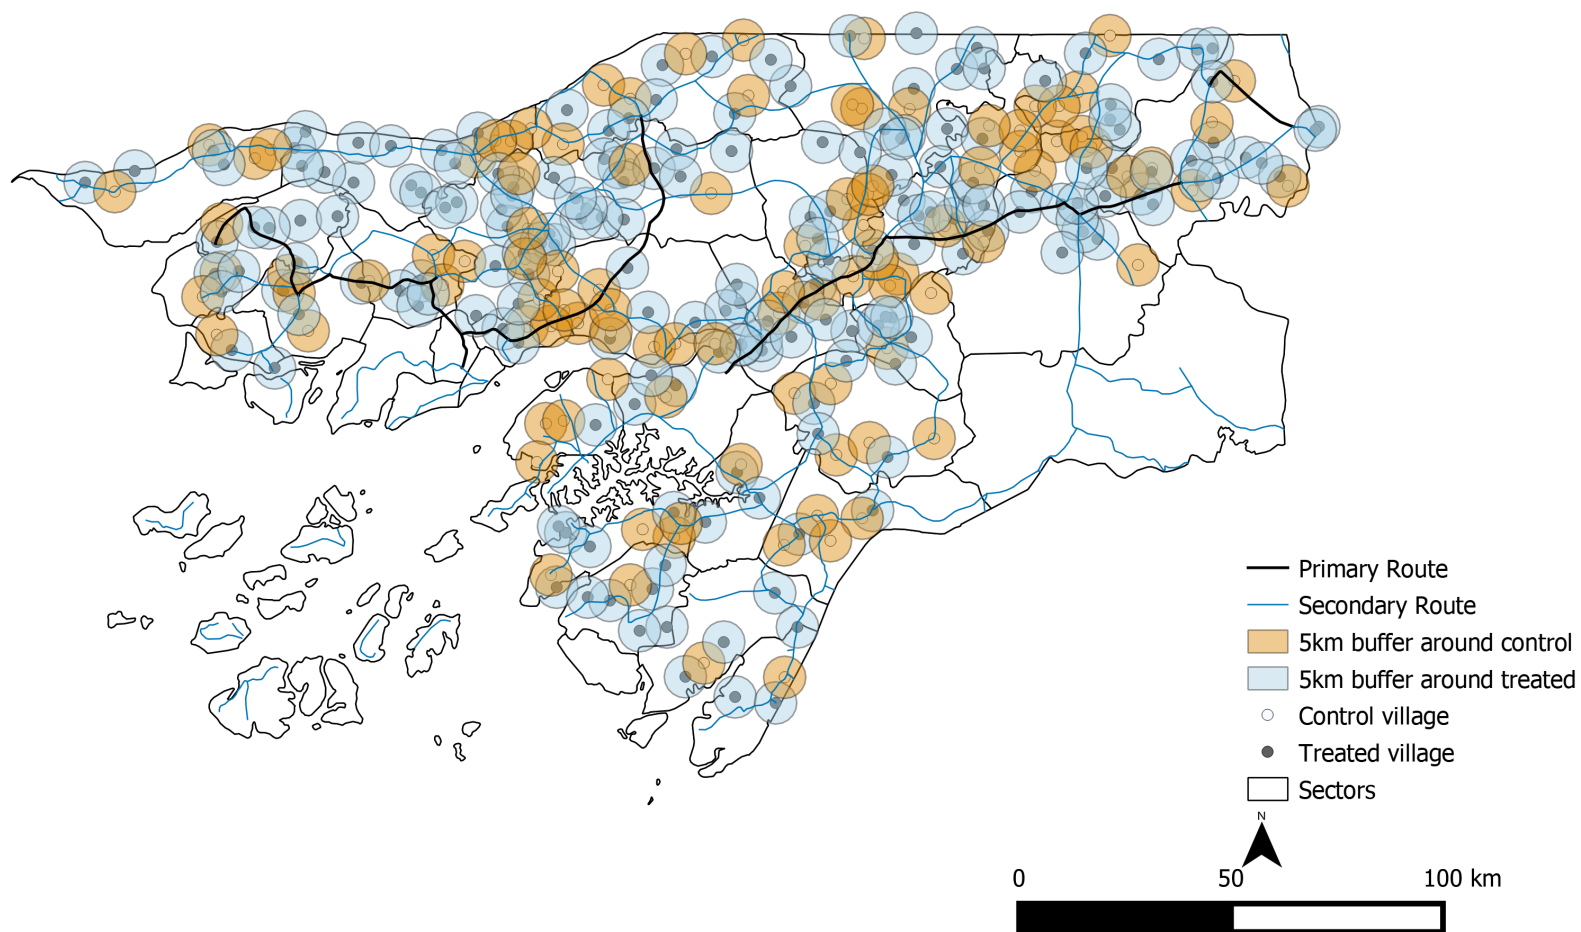 Primary Route
Secondary Route
5km buffer around control
5km buffer around treated
Control village
Treated village
Sectors
N
0 50 100 km